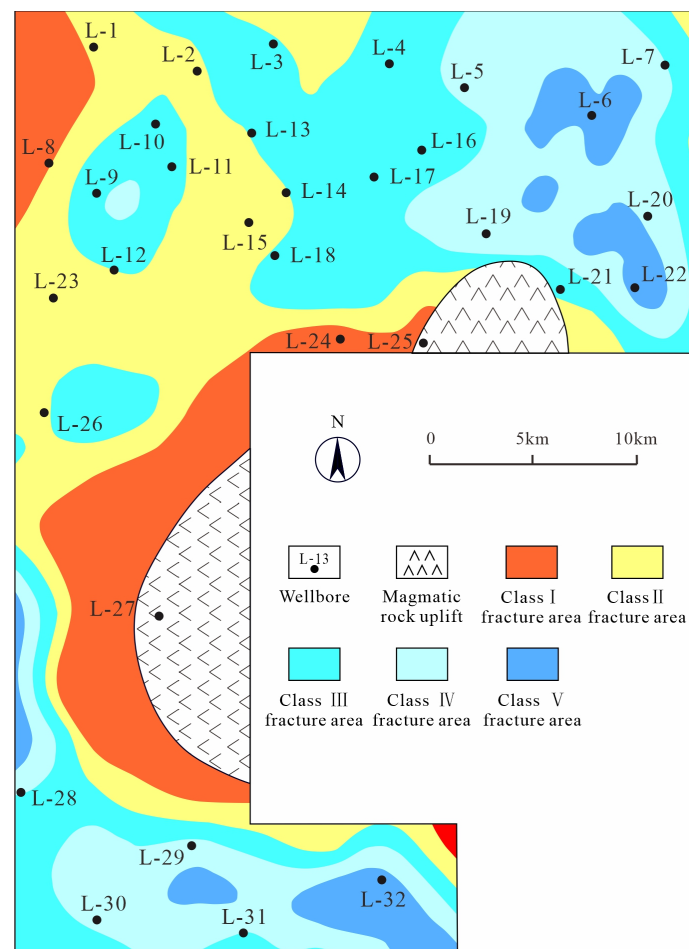 L-1
L-2
L-3
L-4
L-5
L-7
L-6
L-10
L-13
L-8
L-16
L-11
L-9
L-17
L-14
L-20
L-19
L-15
L-12
L-18
L-23
L-21
L-22
L-24
L-25
L-26
N
0 5km 10km
L-13
Wellbore
Magmatic
rock uplift
Class I
fracture area
Class II
fracture area
L-27
Class III
fracture area
Class IV
fracture area
Class V
fracture area
L-28
L-29
L-30
L-31
L-32